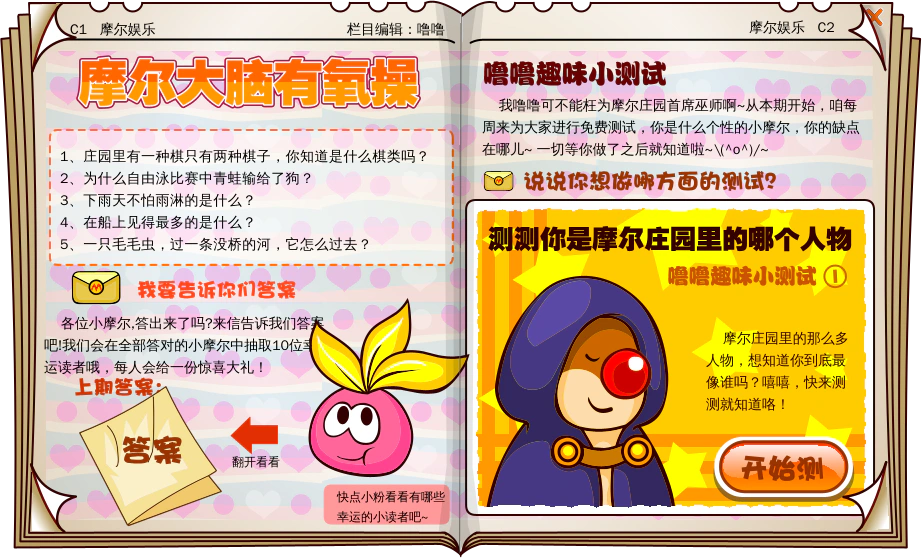 C1 摩尔娱乐
栏目编辑：噜噜
摩尔大脑有氧操
1、庄园里有一种棋只有两种棋子，你知道是什么棋类吗？
2、为什么自由泳比赛中青蛙输给了狗？
3、下雨天不怕雨淋的是什么？
4、在船上见得最多的是什么？
5、一只毛毛虫，过一条没桥的河，它怎么过去？
我要告诉你们答案
各位小摩尔,答出来了吗?来信告诉我们答案
吧!我们会在全部答对的小摩尔中抽取10位幸
运读者哦，每人会给一份惊喜大礼！
上期答案：
答案
翻开看看
快点小粉看看有哪些
幸运的小读者吧~
摩尔娱乐 C2
噜噜趣味小测试
我噜噜可不能枉为摩尔庄园首席巫师啊~从本期开始，咱每
周来为大家进行免费测试，你是什么个性的小摩尔，你的缺点
在哪儿~ 一切等你做了之后就知道啦~\(^o^)/~
说说你想做哪方面的测试？
测测你是摩尔庄园里的哪个人物
噜噜趣味小测试 ①
摩尔庄园里的那么多
人物，想知道你到底最
像谁吗？嘻嘻，快来测
测就知道咯！
开始测